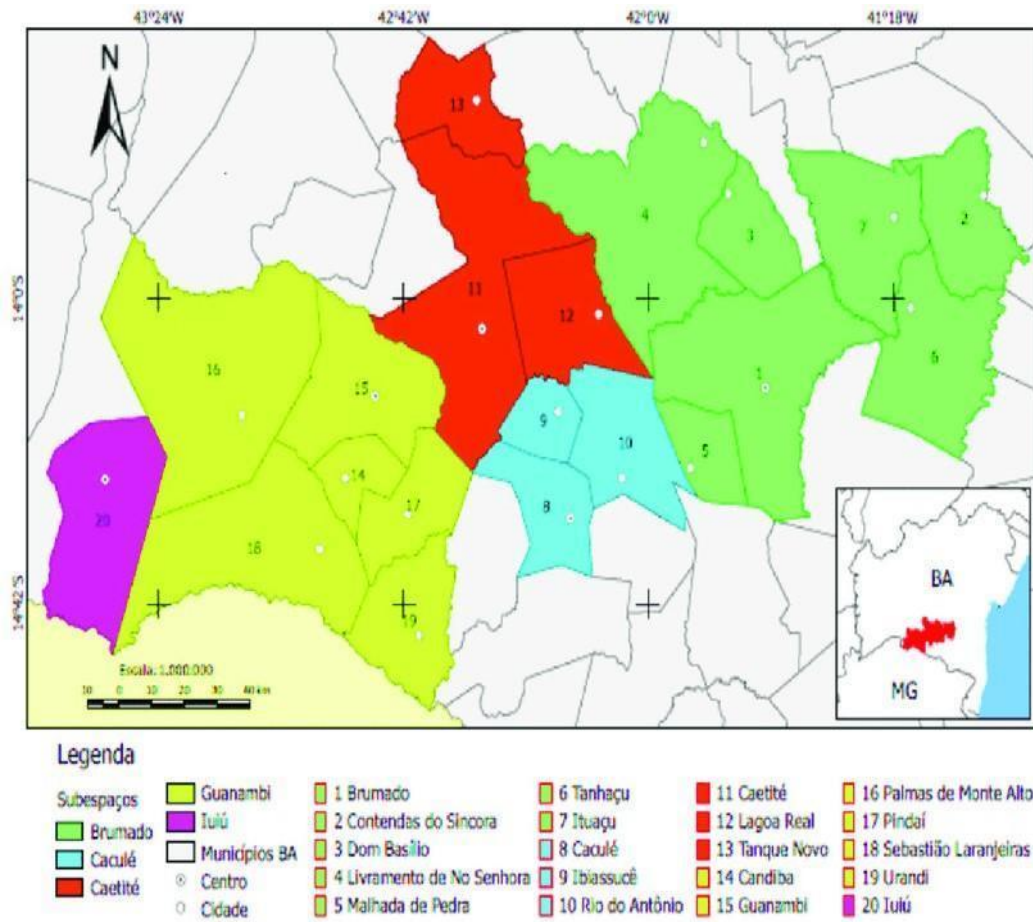 43°24'W 42°42'W 42°0'W 41°18'W
N
13
4
3
7
2
14°0'S
11
12
6
16
15
1
9
10
5
14
17
20
8
18
14°42'S
19
BA
MG
Escala: 1.080.000
10 0 10 20 30 40 km
Legenda
Subespaços
Brumado
Caculé
Caetité
Guanambi
Iuiú
Municípios BA
Centro
Cidade
1 Brumado
2 Contendas do Sincora
3 Dom Basílio
4 Livramento de No Senhora
5 Malhada de Pedra
6 Tanhaçu
7 Ituaçu
8 Caculé
9 Ibiassucê
10 Rio do Antônio
11 Caetité
12 Lagoa Real
13 Tanque Novo
14 Candiba
15 Guanambi
16 Palmas de Monte Alto
17 Pindaí
18 Sebastião Laranjeiras
19 Urandi
20 Iuiú